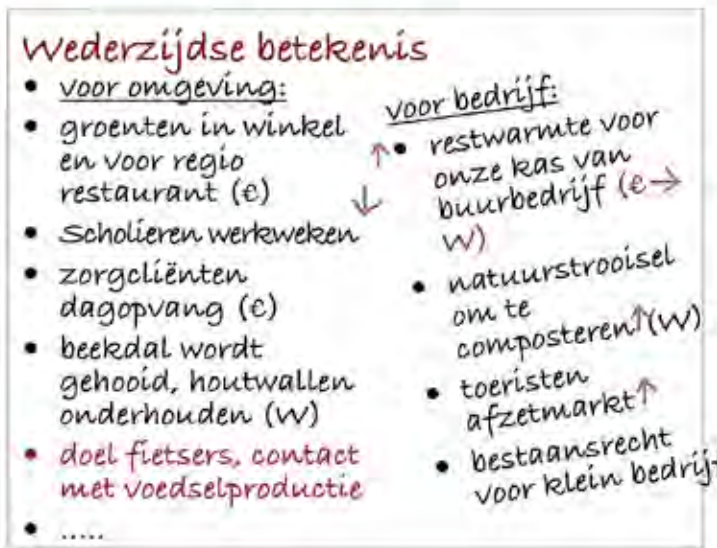 Wederzijdse betekenis
• voor omgeving:
• groenten in winkel
en voor regio
restaurant (€)
• Scholieren werkweken
• zorgcliënten
dagopvang (€)
• beekdal wordt
gehooid, houtwallen
onderhouden (W)
• doel fietsers, contact
met voedselproductie
• .....
voor bedrijf:
↑• restwarmte voor
↓ onze kas van
buurbedrijf (€→
W)
• natuurstrooisel
om te
composteren↑(W)
• toeristen
afzetmarkt↑
• bestaansrecht
voor klein bedrijf